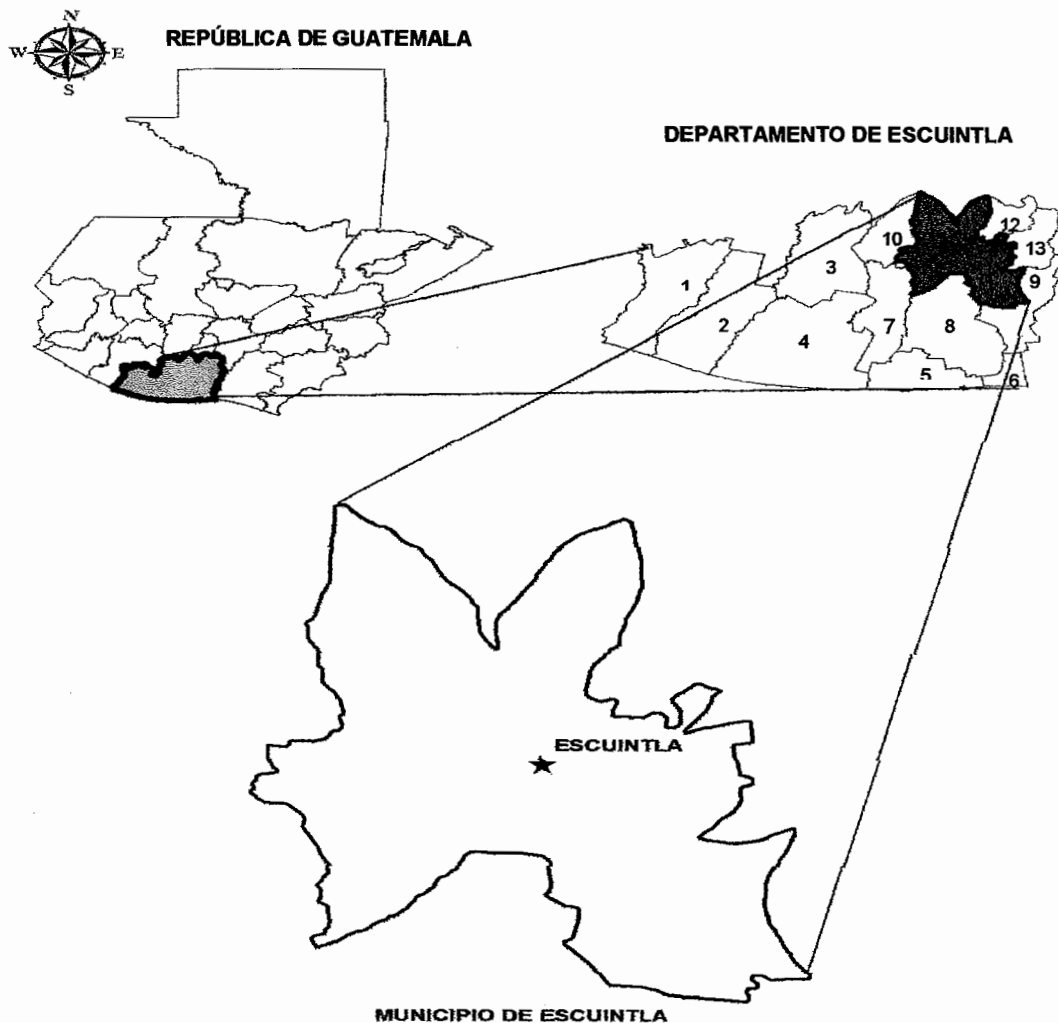 N
W E
S
REPÚBLICA DE GUATEMALA
DEPARTAMENTO DE ESCUINTLA
12
10
13
3
9
1
2
7
8
4
5
6
ESCUINTLA
MUNICIPIO DE ESCUINTLA